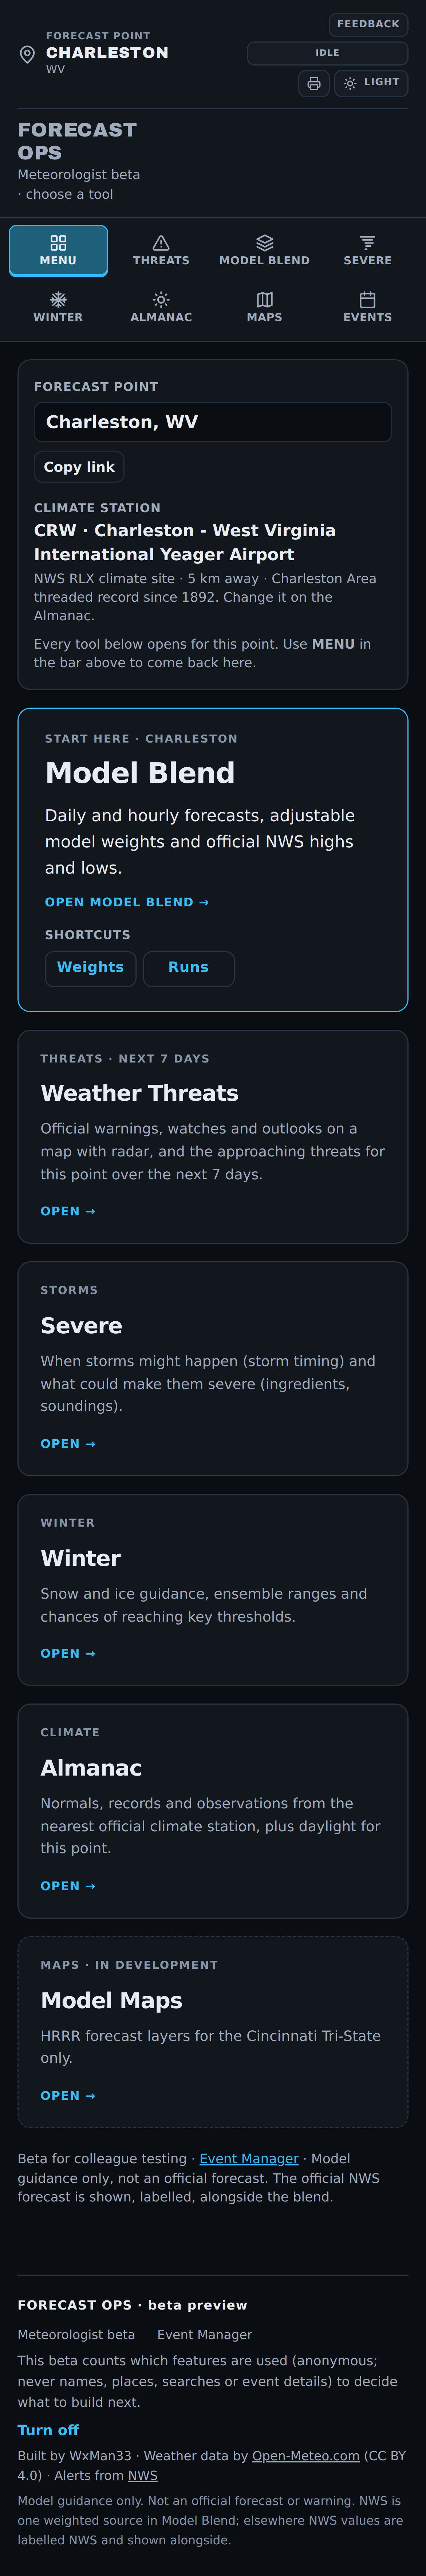 FORECAST POINT
CHARLESTON
WV
FEEDBACK
IDLE
LIGHT
FORECAST
OPS
Meteorologist beta
· choose a tool
MENU
THREATS
MODEL BLEND
SEVERE
WINTER
ALMANAC
MAPS
EVENTS
FORECAST POINT
Charleston, WV
Copy link
CLIMATE STATION
CRW · Charleston - West Virginia
International Yeager Airport
NWS RLX climate site · 5 km away · Charleston Area
threaded record since 1892. Change it on the
Almanac.
Every tool below opens for this point. Use MENU in
the bar above to come back here.
START HERE · CHARLESTON
Model Blend
Daily and hourly forecasts, adjustable
model weights and official NWS highs
and lows.
OPEN MODEL BLEND →
SHORTCUTS
Weights
Runs
THREATS · NEXT 7 DAYS
Weather Threats
Official warnings, watches and outlooks on a
map with radar, and the approaching threats for
this point over the next 7 days.
OPEN →
STORMS
Severe
When storms might happen (storm timing) and
what could make them severe (ingredients,
soundings).
OPEN →
WINTER
Winter
Snow and ice guidance, ensemble ranges and
chances of reaching key thresholds.
OPEN →
CLIMATE
Almanac
Normals, records and observations from the
nearest official climate station, plus daylight for
this point.
OPEN →
MAPS · IN DEVELOPMENT
Model Maps
HRRR forecast layers for the Cincinnati Tri-State
only.
OPEN →
Beta for colleague testing · Event Manager · Model
guidance only, not an official forecast. The official NWS
forecast is shown, labelled, alongside the blend.
FORECAST OPS · beta preview
Meteorologist beta Event Manager
This beta counts which features are used (anonymous;
never names, places, searches or event details) to decide
what to build next.
Turn off
Built by WxMan33 · Weather data by Open-Meteo.com (CC BY
4.0) · Alerts from NWS
Model guidance only. Not an official forecast or warning. NWS is
one weighted source in Model Blend; elsewhere NWS values are
labelled NWS and shown alongside.